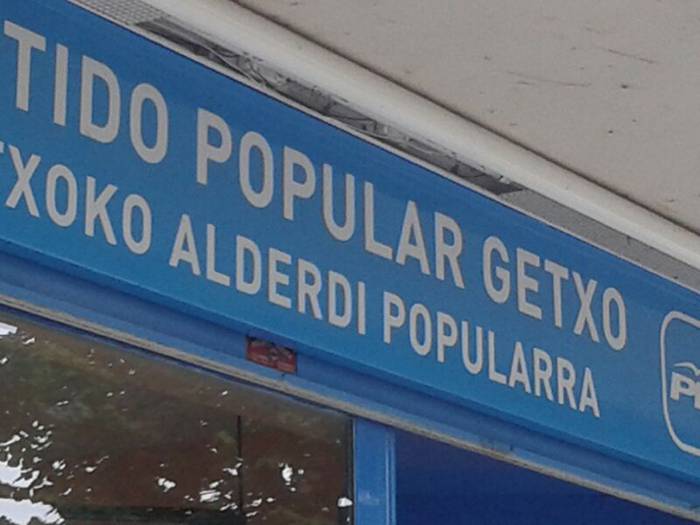 TIDO POPULAR GETXO
TXOKO ALDERDI POPULARRA